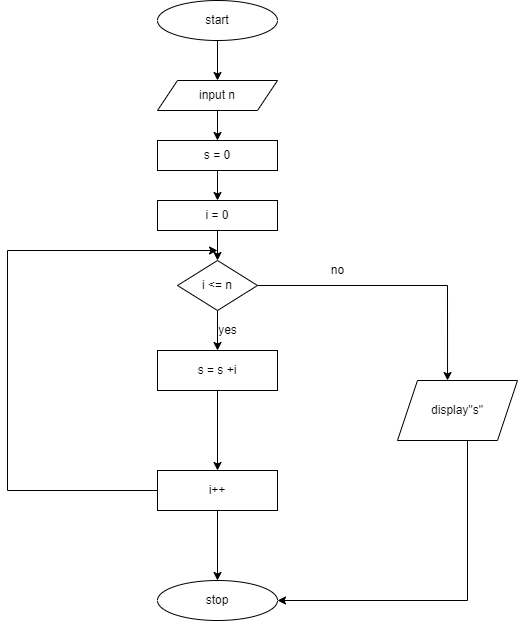 start
input n
s = 0
i = 0
i <= n
no
yes
s = s +i
display"s"
i++
stop